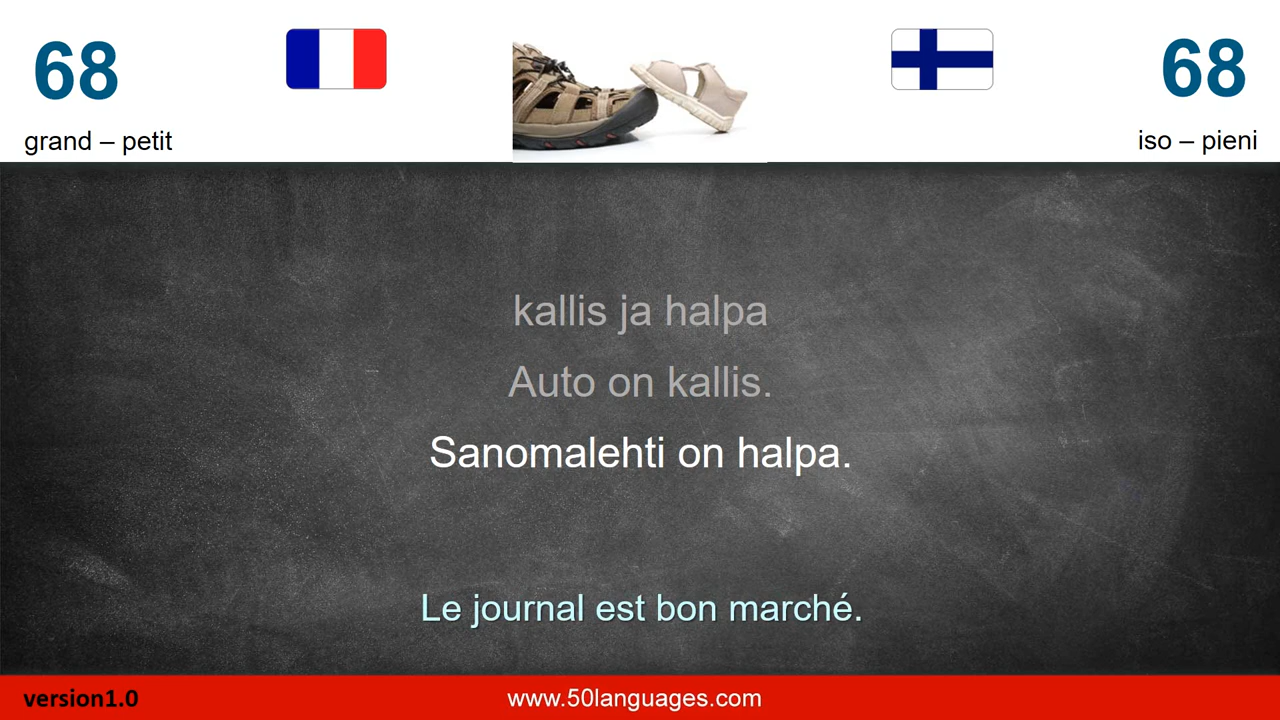 68
68
grand – petit
iso – pieni
kallis ja halpa
Auto on kallis.
Sanomalehti on halpa.
Le journal est bon marché.
version1.0
www.50languages.com